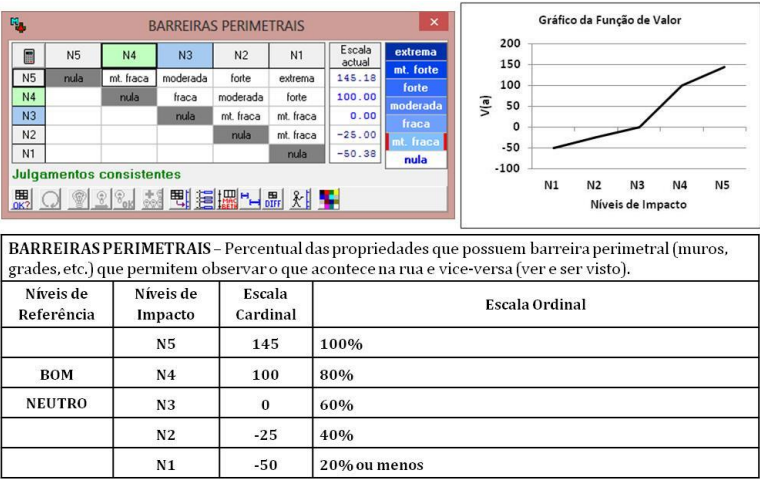 BARREIRAS PERIMETRAIS
N5 N4 N3 N2 N1 Escala actual
N5 nula mt. fraca moderada forte extrema 145.18
N4 nula fraca moderada forte 100.00
N3 nula mt. fraca mt. fraca 0.00
N2 nula mt. fraca -25.00
N1 nula -50.38
extrema
mt. forte
forte
moderada
fraca
mt. fraca
nula
Julgamentos consistentes
OK?
OK
MAC
BETH
DIFF
Gráfico da Função de Valor
V(a)
200
150
100
50
0
-50
-100
N1 N2 N3 N4 N5
Níveis de Impacto
BARREIRAS PERIMETRAIS – Percentual das propriedades que possuem barreira perimetral (muros,
grades, etc.) que permitem observar o que acontece na rua e vice-versa (ver e ser visto).
Níveis de Referência Níveis de Impacto Escala Cardinal Escala Ordinal
N5 145 100%
BOM N4 100 80%
NEUTRO N3 0 60%
N2 -25 40%
N1 -50 20% ou menos